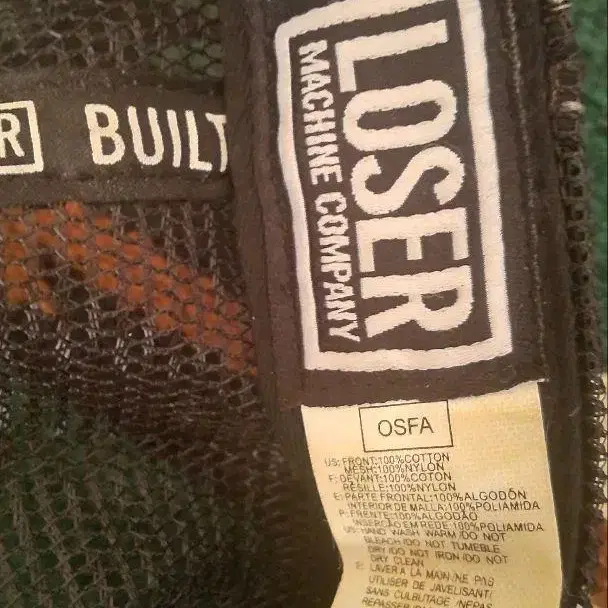 R BUILT
LOSER
MACHINE COMPANY
OSFA
US: FRONT:100%COTTON
MESH:100%NYLON
F: DEVANT:100%COTON
RÉSILLE:100%NYLON
E: PARTE FRONTAL:100%ALGODÓN
INTERIOR DE MALLA:100%POLIAMIDA
P: FRENTE:100%ALGODÃO
INSERÇÃO EM REDE:100%POLIAMIDA
US: HAND WASH WARM /DO NOT
BLEACH /DO NOT TUMEBLE
DRY /DO NOT IRON /DO NOT
DRY CLEAN
LAVER A LA MAIN /NE PAS
UTILISER DE JAVELISANT/
SANS CULBUTAGE /NE PAS
REPASSER